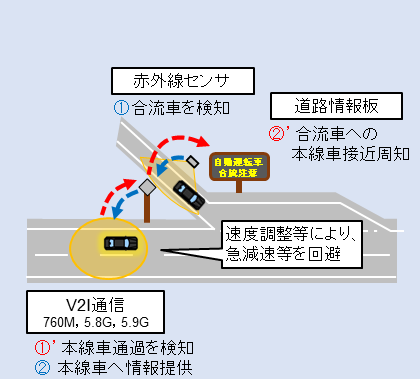 赤外線センサ
①合流車を検知
道路情報板
②’合流車への
本線車接近周知
自動運転車
合流注意
速度調整等により、
急減速等を回避
V2I通信
760M, 5.8G, 5.9G
①’本線車通過を検知
② 本線車へ情報提供